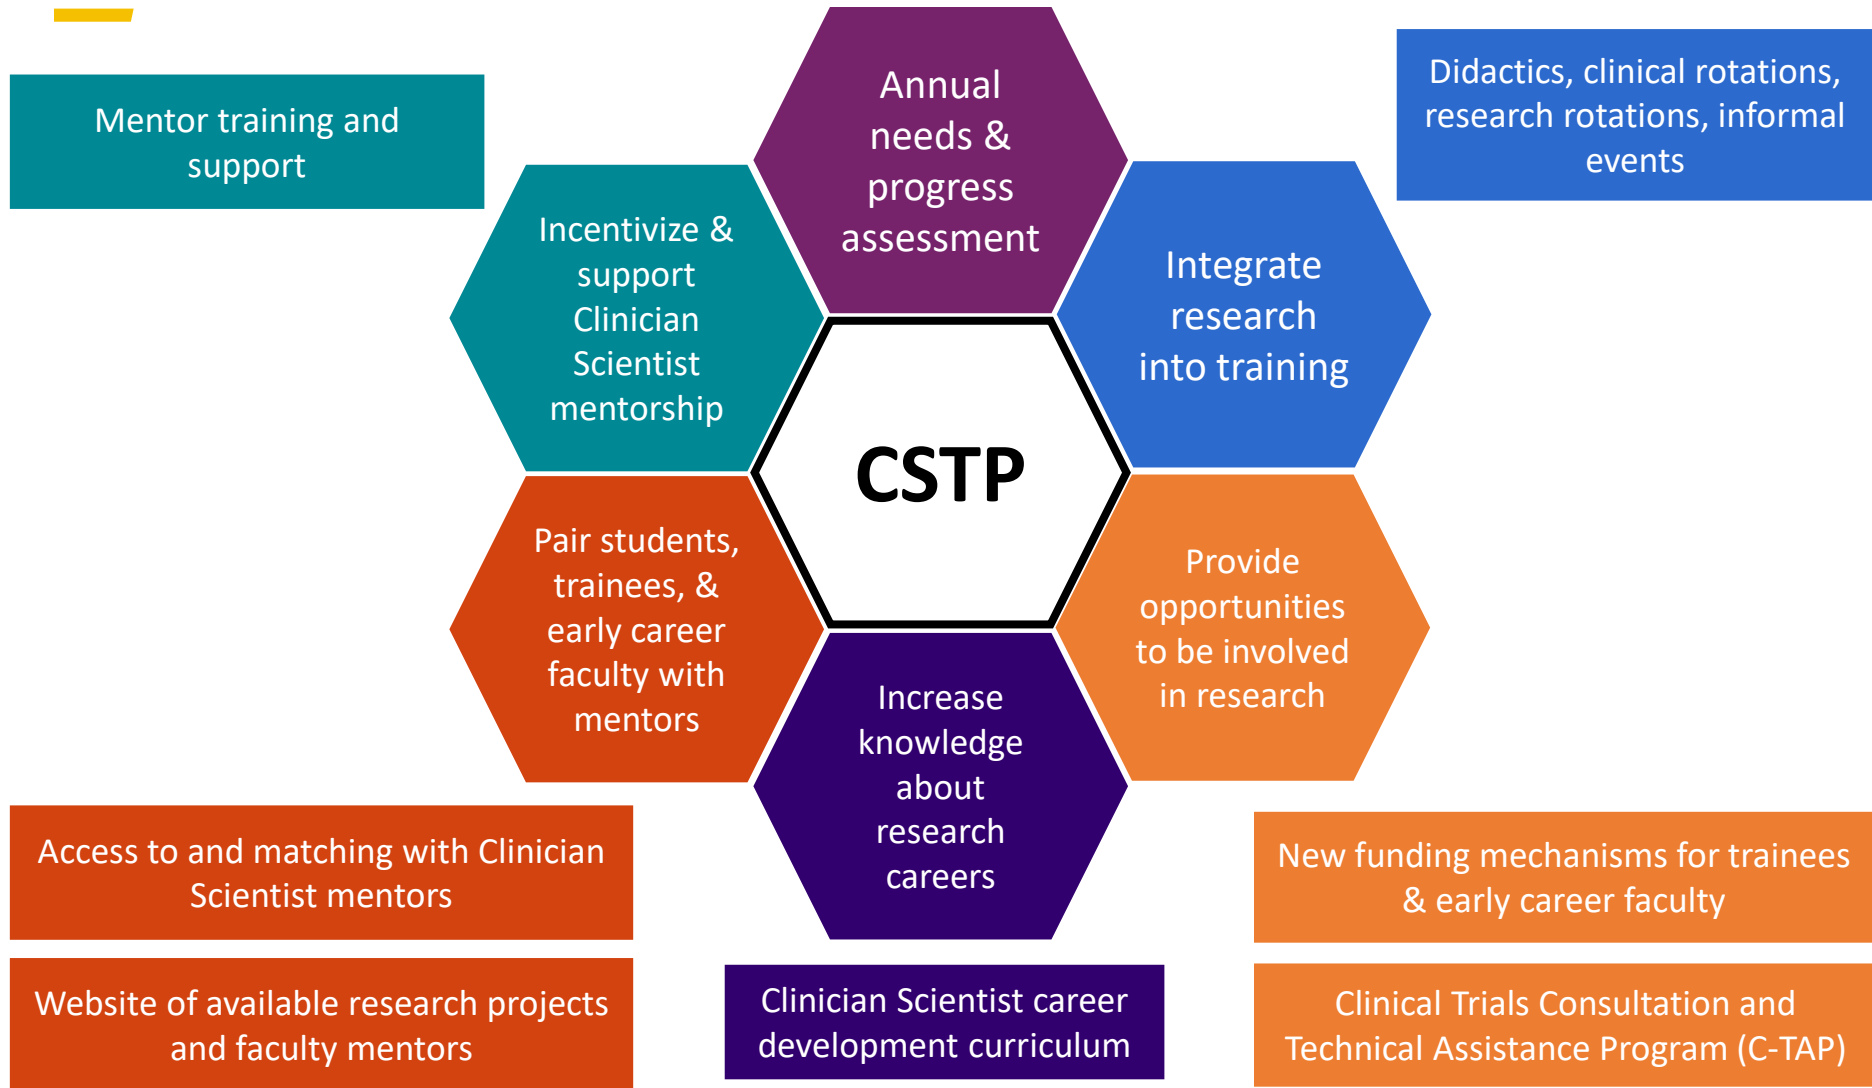 Mentor training and
support
Annual
needs &
progress
assessment
Didactics, clinical rotations,
research rotations, informal
events
Incentivize &
support
Clinician
Scientist
mentorship
Integrate
research
into training
CSTP
Pair students,
trainees, &
early career
faculty with
mentors
Provide
opportunities
to be involved
in research
Increase
knowledge
about
research
careers
Access to and matching with Clinician
Scientist mentors
New funding mechanisms for trainees
& early career faculty
Website of available research projects
and faculty mentors
Clinician Scientist career
development curriculum
Clinical Trials Consultation and
Technical Assistance Program (C-TAP)